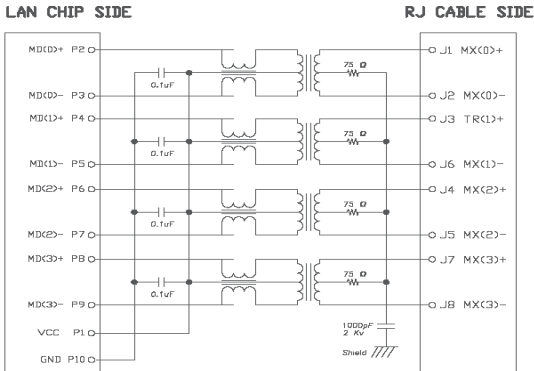 LAN CHIP SIDE RJ CABLE SIDE
MD(0)+ P2 J1 MX(0)+
75 Ω
0.1uF
MD(0)- P3 J2 MX(0)-
MD(1)+ P4 J3 TR(1)+
75 Ω
0.1uF
MD(1)- P5 J6 MX(1)-
MD(2)+ P6 J4 MX(2)+
75 Ω
0.1uF
MD(2)- P7 J5 MX(2)-
MD(3)+ P8 J7 MX(3)+
75 Ω
0.1uF
MD(3)- P9 J8 MX(3)-
1000pF
2 Kv
VCC P1
Shield
GND P10